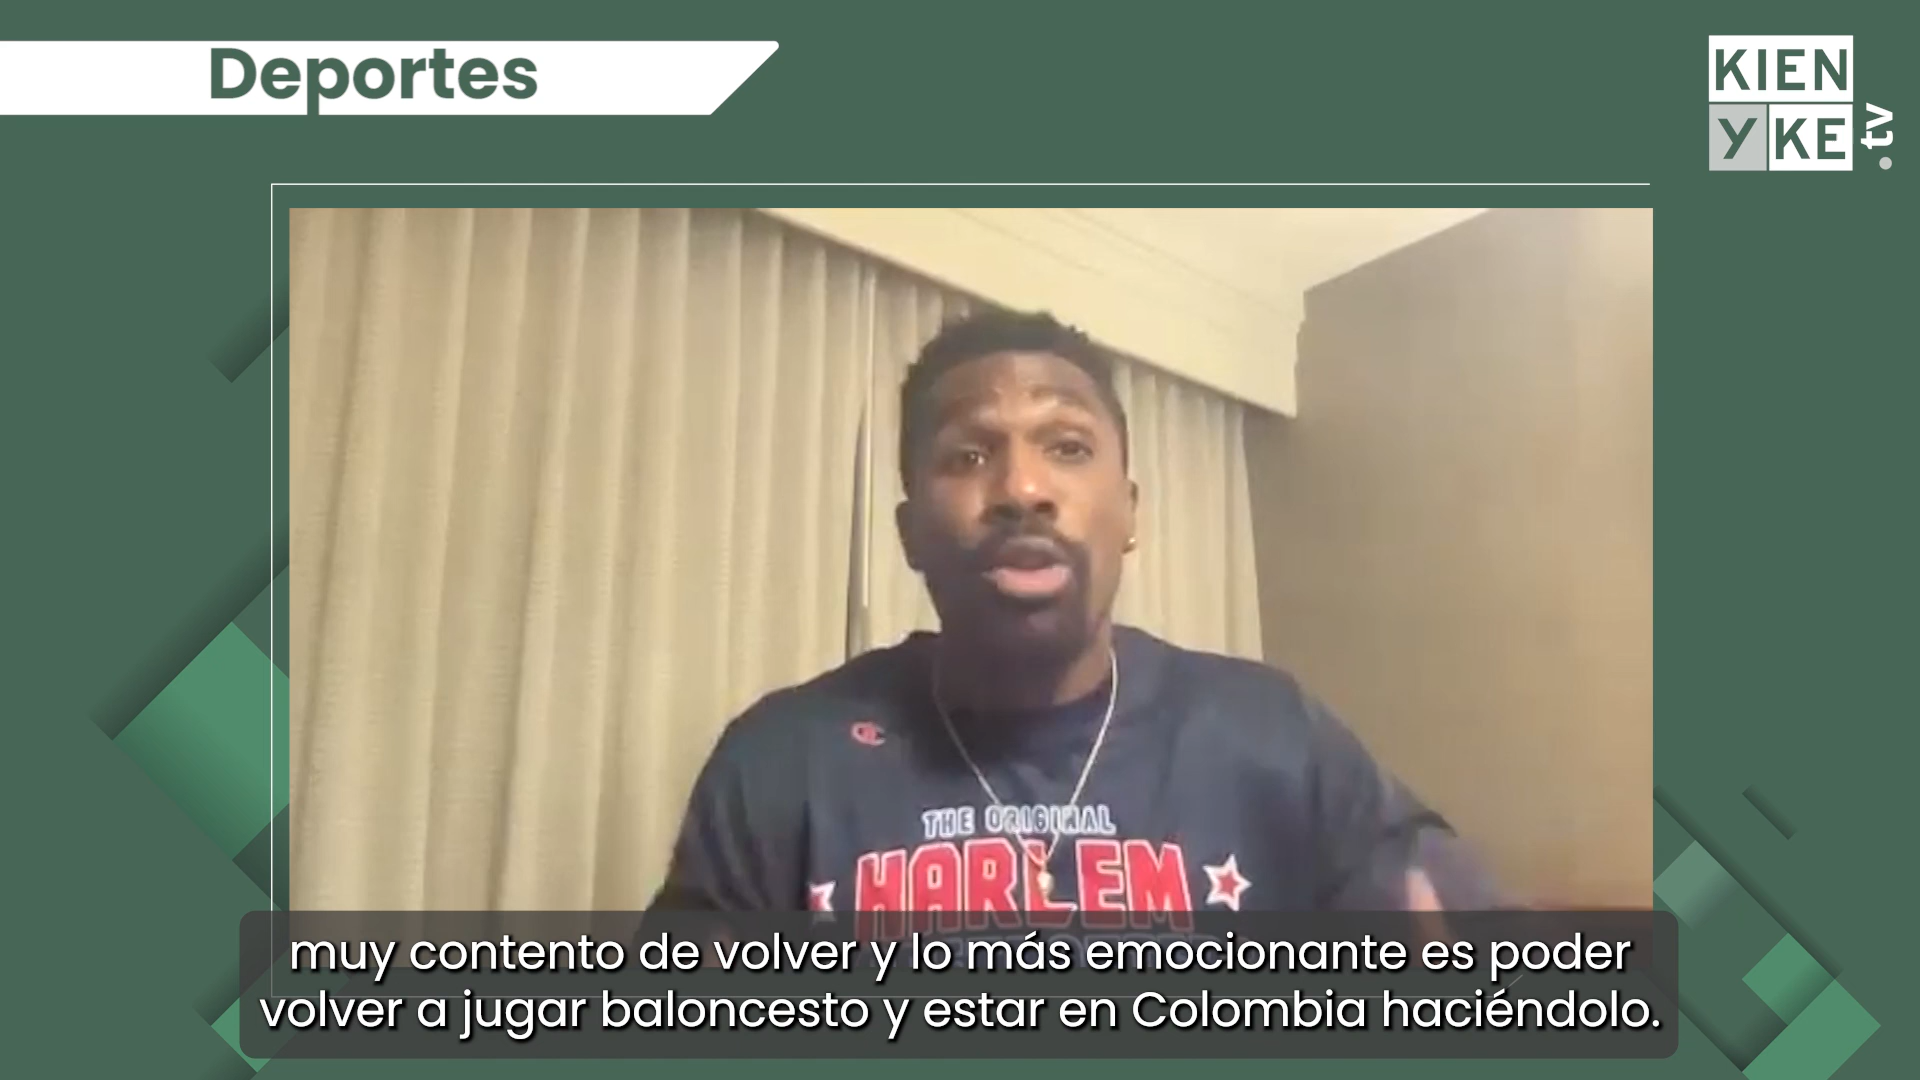 Deportes
KIEN
Y KE
.tv
THE ORIGINAL
HARLEM
muy contento de volver y lo más emocionante es poder
volver a jugar baloncesto y estar en Colombia haciéndolo.